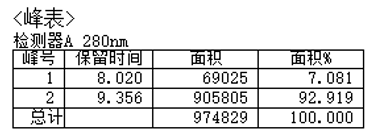 <峰表>
检测器A 280nm
峰号 保留时间 面积 面积%
1 8.020 69025 7.081
2 9.356 905805 92.919
总计 974829 100.000